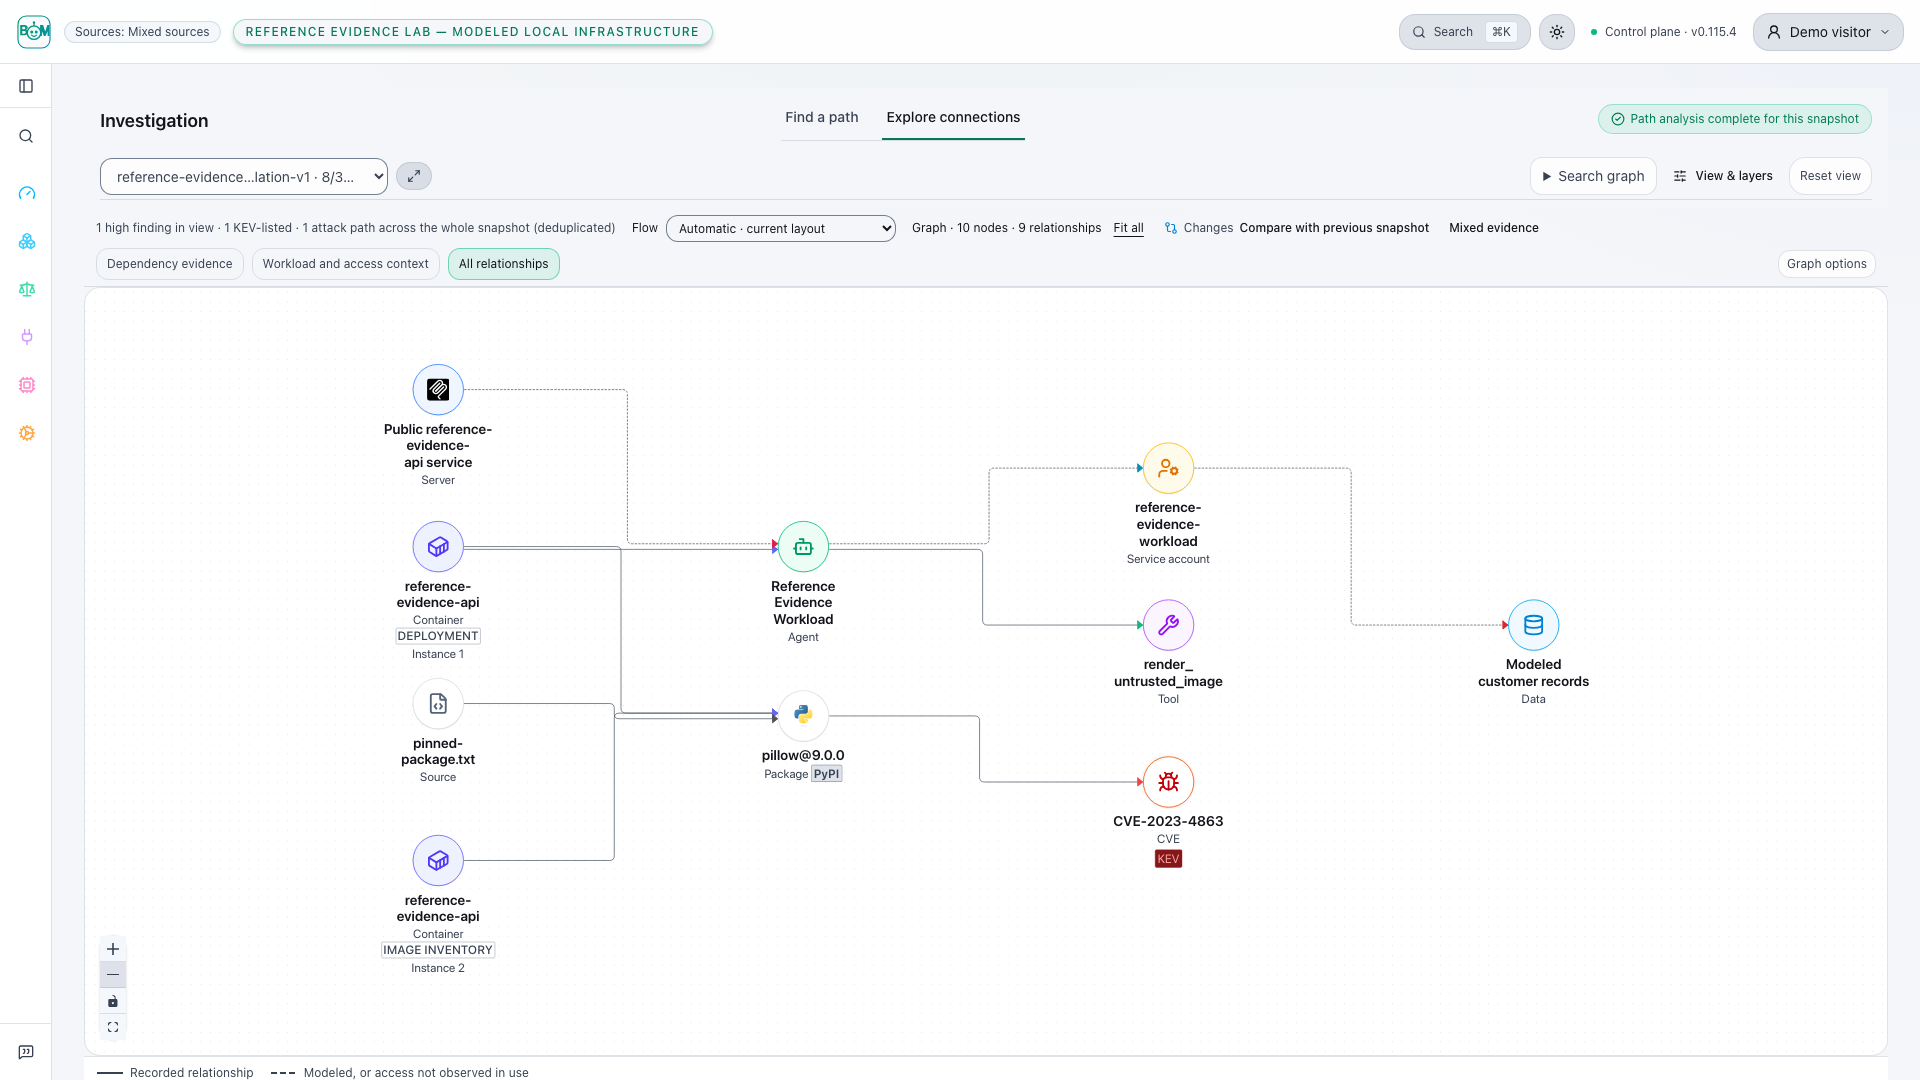 BOM
Sources: Mixed sources
REFERENCE EVIDENCE LAB — MODELED LOCAL INFRASTRUCTURE
Search ⌘K
Control plane · v0.115.4
Demo visitor
Investigation
Find a path
Explore connections
Path analysis complete for this snapshot
reference-evidence...lation-v1 · 8/3...
Search graph
View & layers
Reset view
1 high finding in view · 1 KEV-listed · 1 attack path across the whole snapshot (deduplicated)
Flow
Automatic · current layout
Graph · 10 nodes · 9 relationships
Fit all
Changes
Compare with previous snapshot
Mixed evidence
Dependency evidence
Workload and access context
All relationships
Graph options
Public reference-
evidence-
api service
Server
reference-
evidence-api
Container
DEPLOYMENT
Instance 1
pinned-
package.txt
Source
reference-
evidence-api
Container
IMAGE INVENTORY
Instance 2
Reference
Evidence
Workload
Agent
pillow@9.0.0
Package PyPI
reference-
evidence-
workload
Service account
render_
untrusted_image
Tool
CVE-2023-4863
CVE
KEV
Modeled
customer records
Data
Recorded relationship
Modeled, or access not observed in use